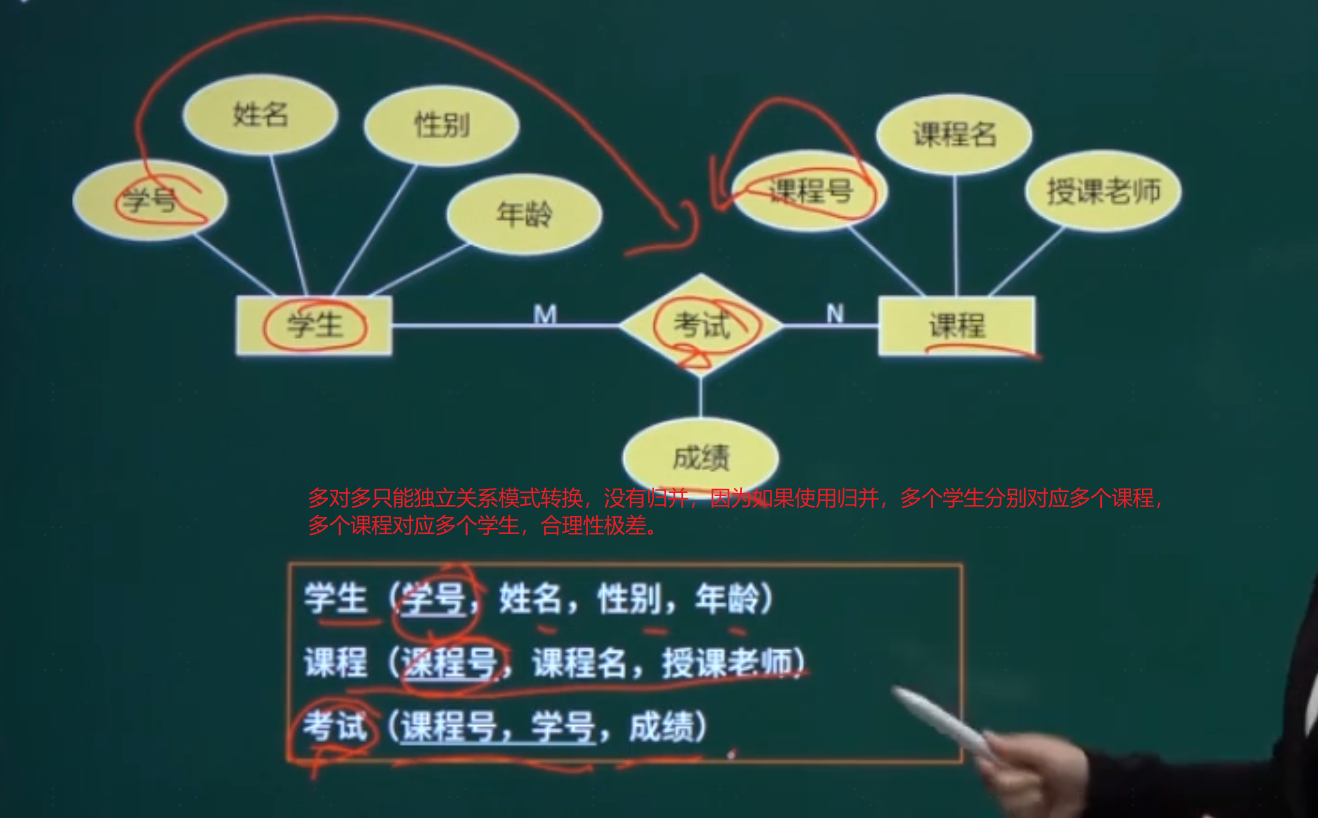 姓名
性别
课程名
学号
年龄
课程号
授课老师
学生
M
考试
N
课程
成绩
多对多只能独立关系模式转换，没有归并，因为如果使用归并，多个学生分别对应多个课程，
多个课程对应多个学生，合理性极差。
学生（学号，姓名，性别，年龄）
课程（课程号，课程名，授课老师）
考试（课程号，学号，成绩）